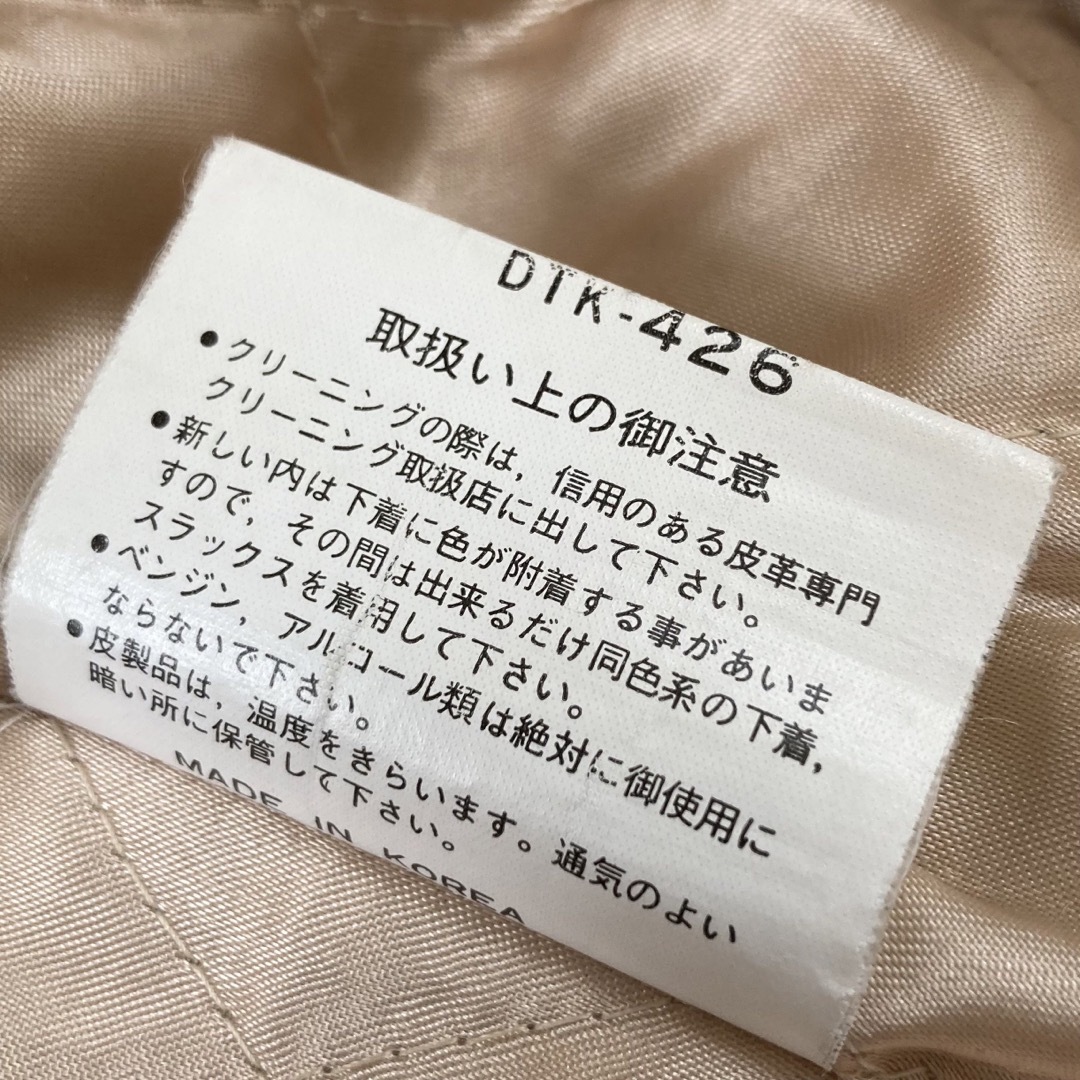 DTK-426
取扱い上の御注意
●クリーニングの際は，信用のある皮革専門
クリーニング取扱店に出して下さい。
●新しい内は下着に色が附着する事があいま
すので，その間は出来るだけ同色系の下着，
スラックスを着用して下さい。
●ベンジン，アルコール類は絶対に御使用に
ならないで下さい。
●皮製品は，温度をきらいます。通気のよい
暗い所に保管して下さい。
MADE IN KOREA